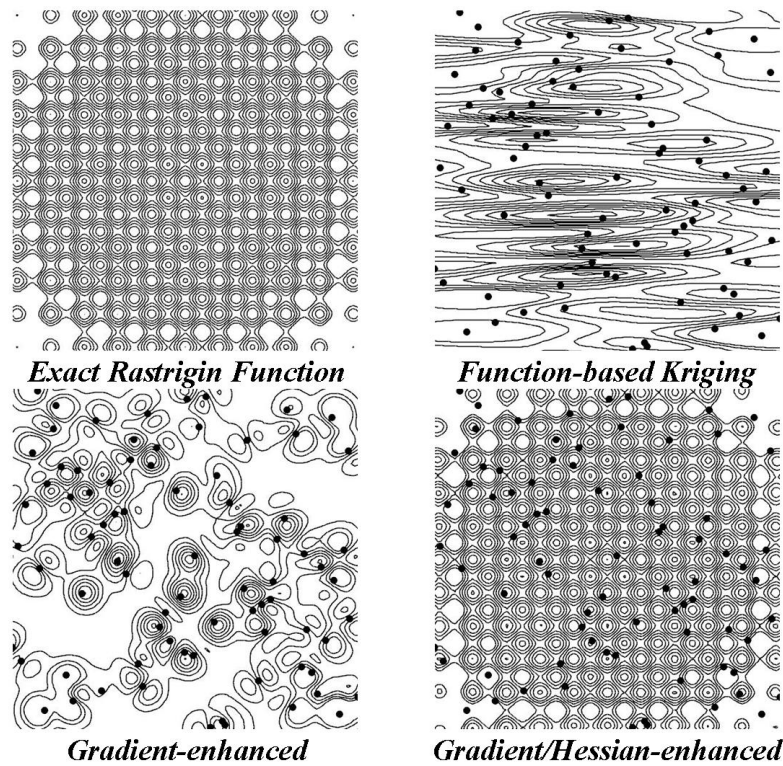 Exact Rastrigin Function
Function-based Kriging
Gradient-enhanced
Gradient/Hessian-enhanced